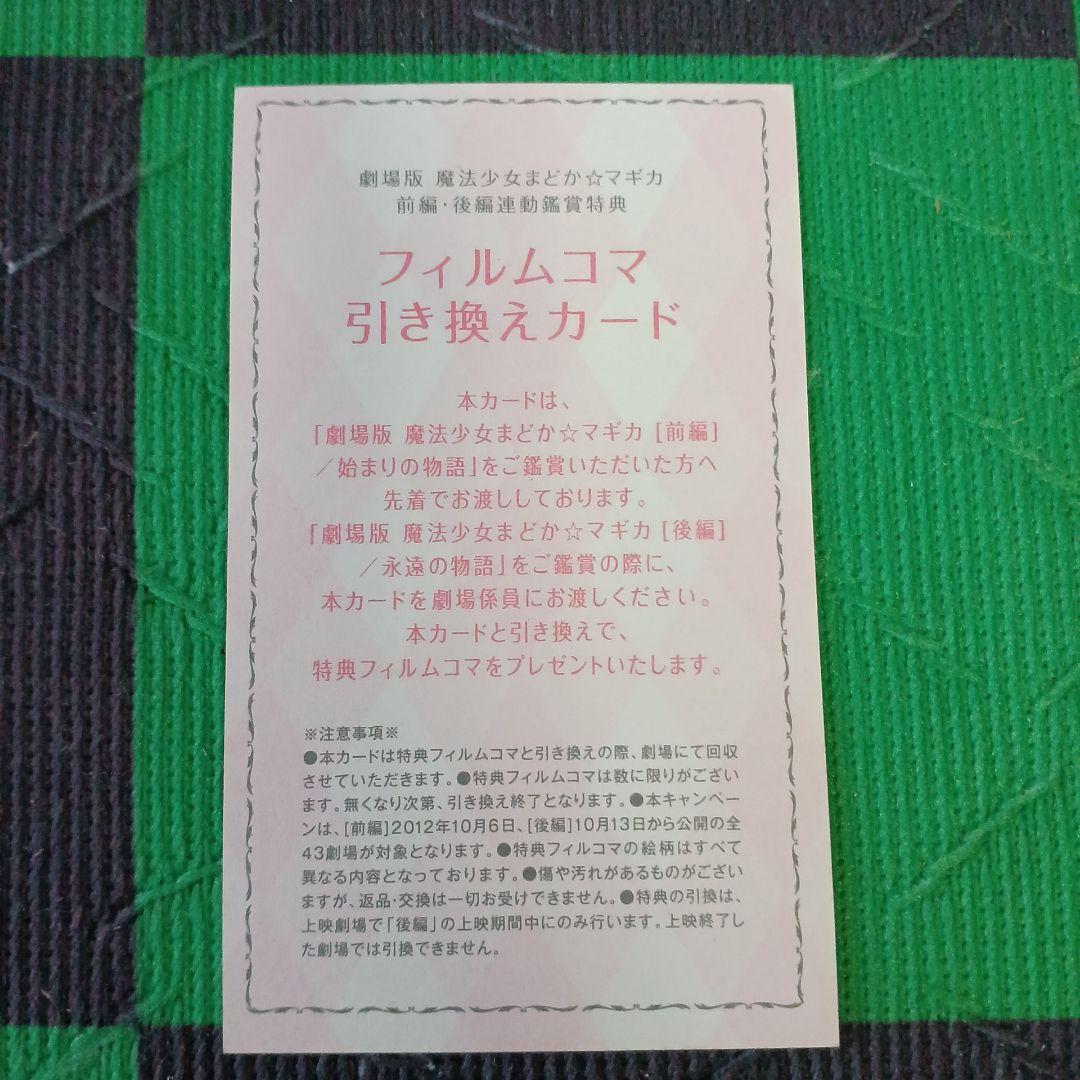 劇場版 魔法少女まどか☆マギカ
前編・後編連動鑑賞特典
フィルムコマ
引き換えカード
本カードは、
「劇場版 魔法少女まどか☆マギカ [前編]
／始まりの物語」をご鑑賞いただいた方へ
先着でお渡ししております。
「劇場版 魔法少女まどか☆マギカ [後編]
／永遠の物語」をご鑑賞の際に、
本カードを劇場係員にお渡しください。
本カードと引き換えで、
特典フィルムコマをプレゼントいたします。
※注意事項※
●本カードは特典フィルムコマと引き換えの際、劇場にて回収
させていただきます。●特典フィルムコマは数に限りがござい
ます。無くなり次第、引き換え終了となります。●本キャンペー
ンは、[前編]2012年10月6日、[後編]10月13日から公開の全
43劇場が対象となります。●特典フィルコマの絵柄はすべて
異なる内容となっております。●傷や汚れがあるものがござい
ますが、返品・交換は一切お受けできません。●特典の引換は、
上映劇場で「後編」の上映期間中にのみ行います。上映終了し
た劇場では引換できません。